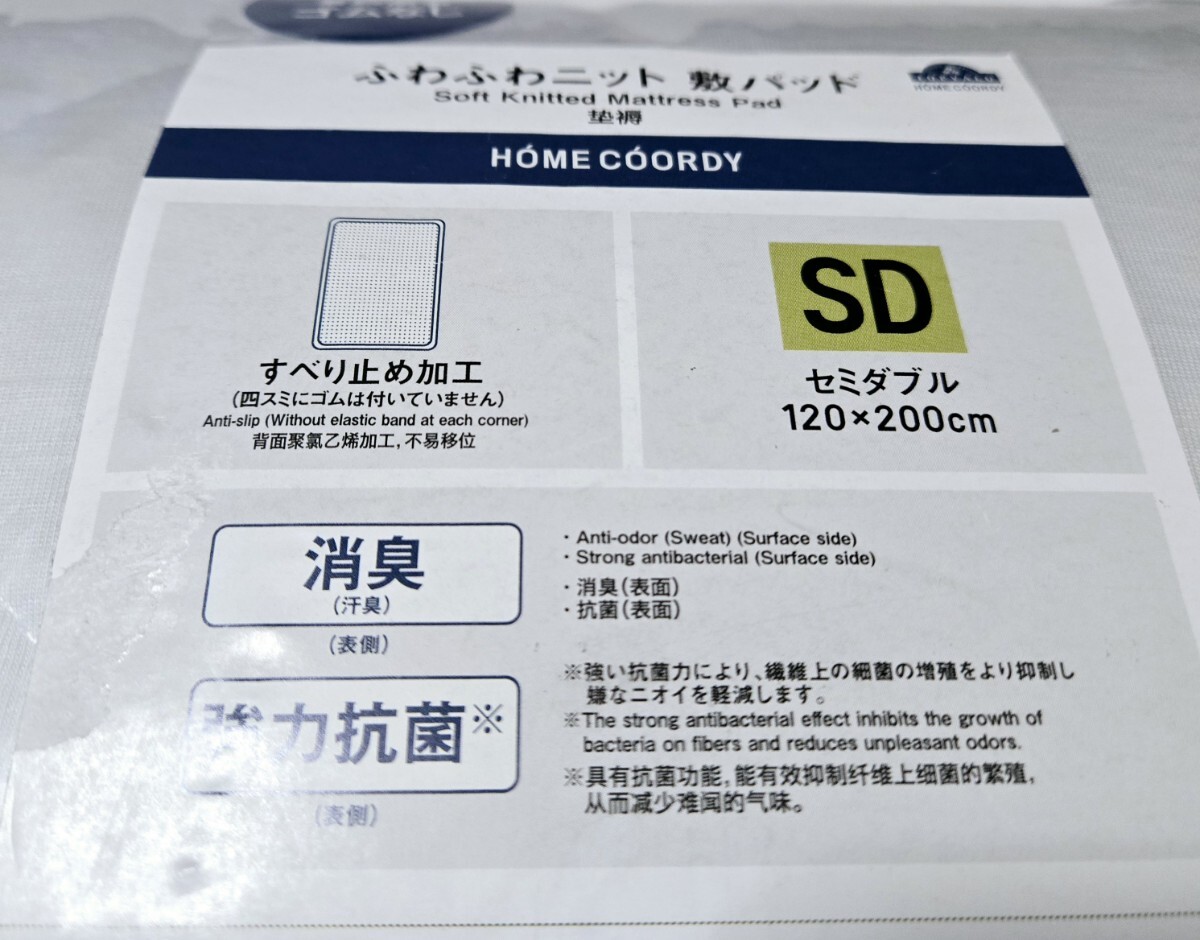 ゴムなし
ふわふわニット 敷パッド
Soft Knitted Mattress Pad
垫褥
TOPVALU
HÓME CÓORDY
HÓME CÓORDY
すべり止め加工
(四スミにゴムは付いていません)
Anti-slip (Without elastic band at each corner)
背面聚氯乙烯加工,不易移位
SD
セミダブル
120×200cm
消臭
(汗臭)
(表側)
強力抗菌※
(表側)
・Anti-odor (Sweat) (Surface side)
・Strong antibacterial (Surface side)
・消臭(表面)
・抗菌(表面)
※強い抗菌力により、繊維上の細菌の増殖をより抑制し
嫌なニオイを軽減します。
※The strong antibacterial effect inhibits the growth of
bacteria on fibers and reduces unpleasant odors.
※具有抗菌功能,能有效抑制纤维上细菌的繁殖,
从而减少难闻的气味。